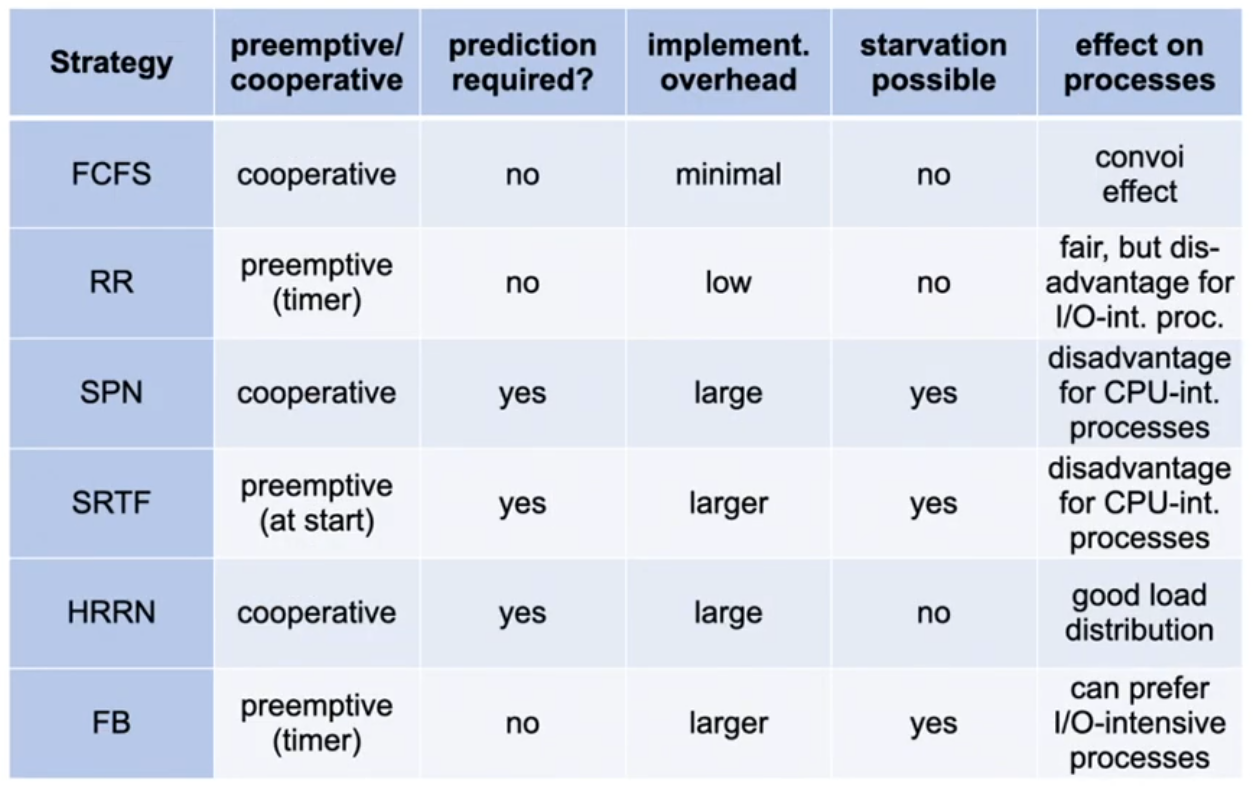 Strategy
preemptive/
cooperative
prediction
required?
implement.
overhead
starvation
possible
effect on
processes
FCFS
cooperative
no
minimal
no
convoi
effect
RR
preemptive
(timer)
no
low
no
fair, but dis-
advantage for
I/O-int. proc.
SPN
cooperative
yes
large
yes
disadvantage
for CPU-int.
processes
SRTF
preemptive
(at start)
yes
larger
yes
disadvantage
for CPU-int.
processes
HRRN
cooperative
yes
large
no
good load
distribution
FB
preemptive
(timer)
no
larger
yes
can prefer
I/O-intensive
processes